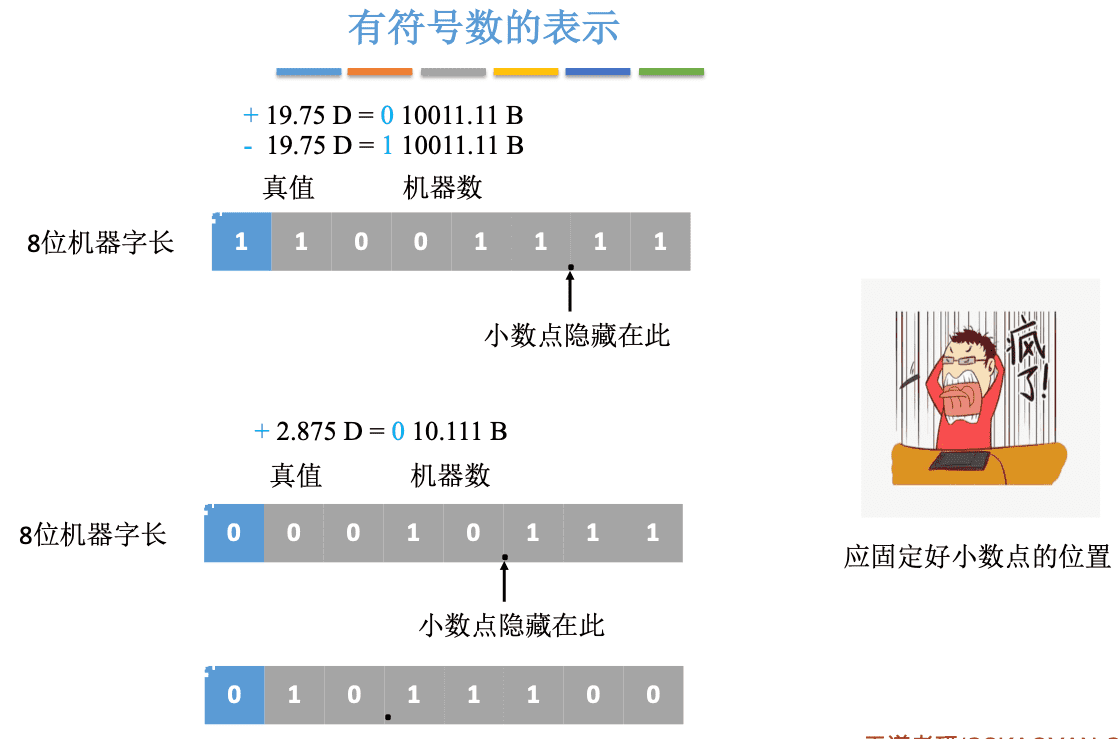 有符号数的表示
+ 19.75 D = 0 10011.11 B
- 19.75 D = 1 10011.11 B
真值 机器数
8位机器字长 1 1 0 0 1 1 1 1
小数点隐藏在此
疯了!
+ 2.875 D = 0 10.111 B
真值 机器数
8位机器字长 0 0 0 1 0 1 1 1
应固定好小数点的位置
小数点隐藏在此
0 1 0 1 1 1 0 0